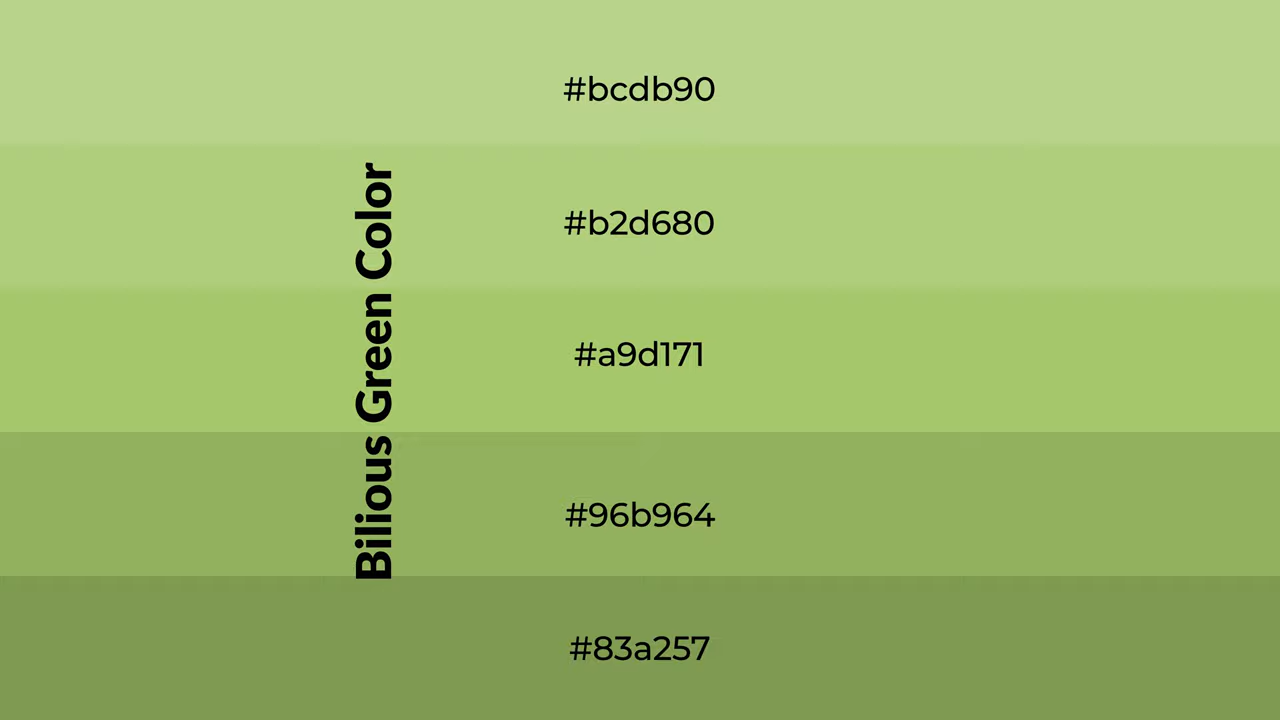 Bilious Green Color
#bcdb90
#b2d680
#a9d171
#96b964
#83a257